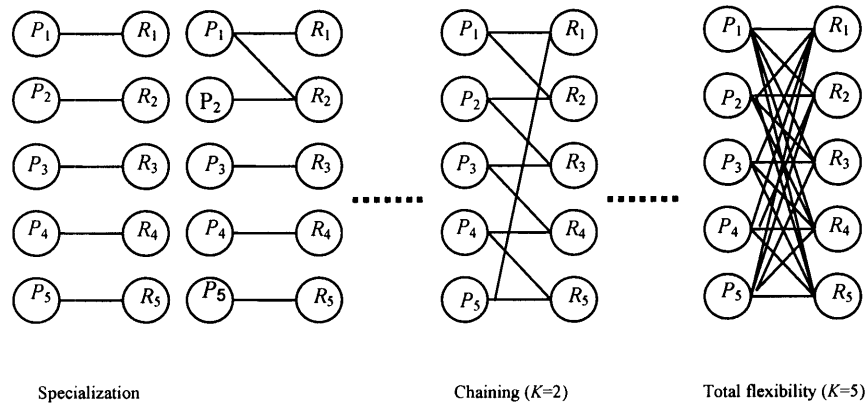 P1 R1 P1 R1 P1 R1 P1 R1
P2 R2 P2 R2 P2 R2 P2 R2
P3 R3 P3 R3 P3 R3 P3 R3
P4 R4 P4 R4 P4 R4 P4 R4
P5 R5 P5 R5 P5 R5 P5 R5
Specialization Chaining (K=2) Total flexibility (K=5)